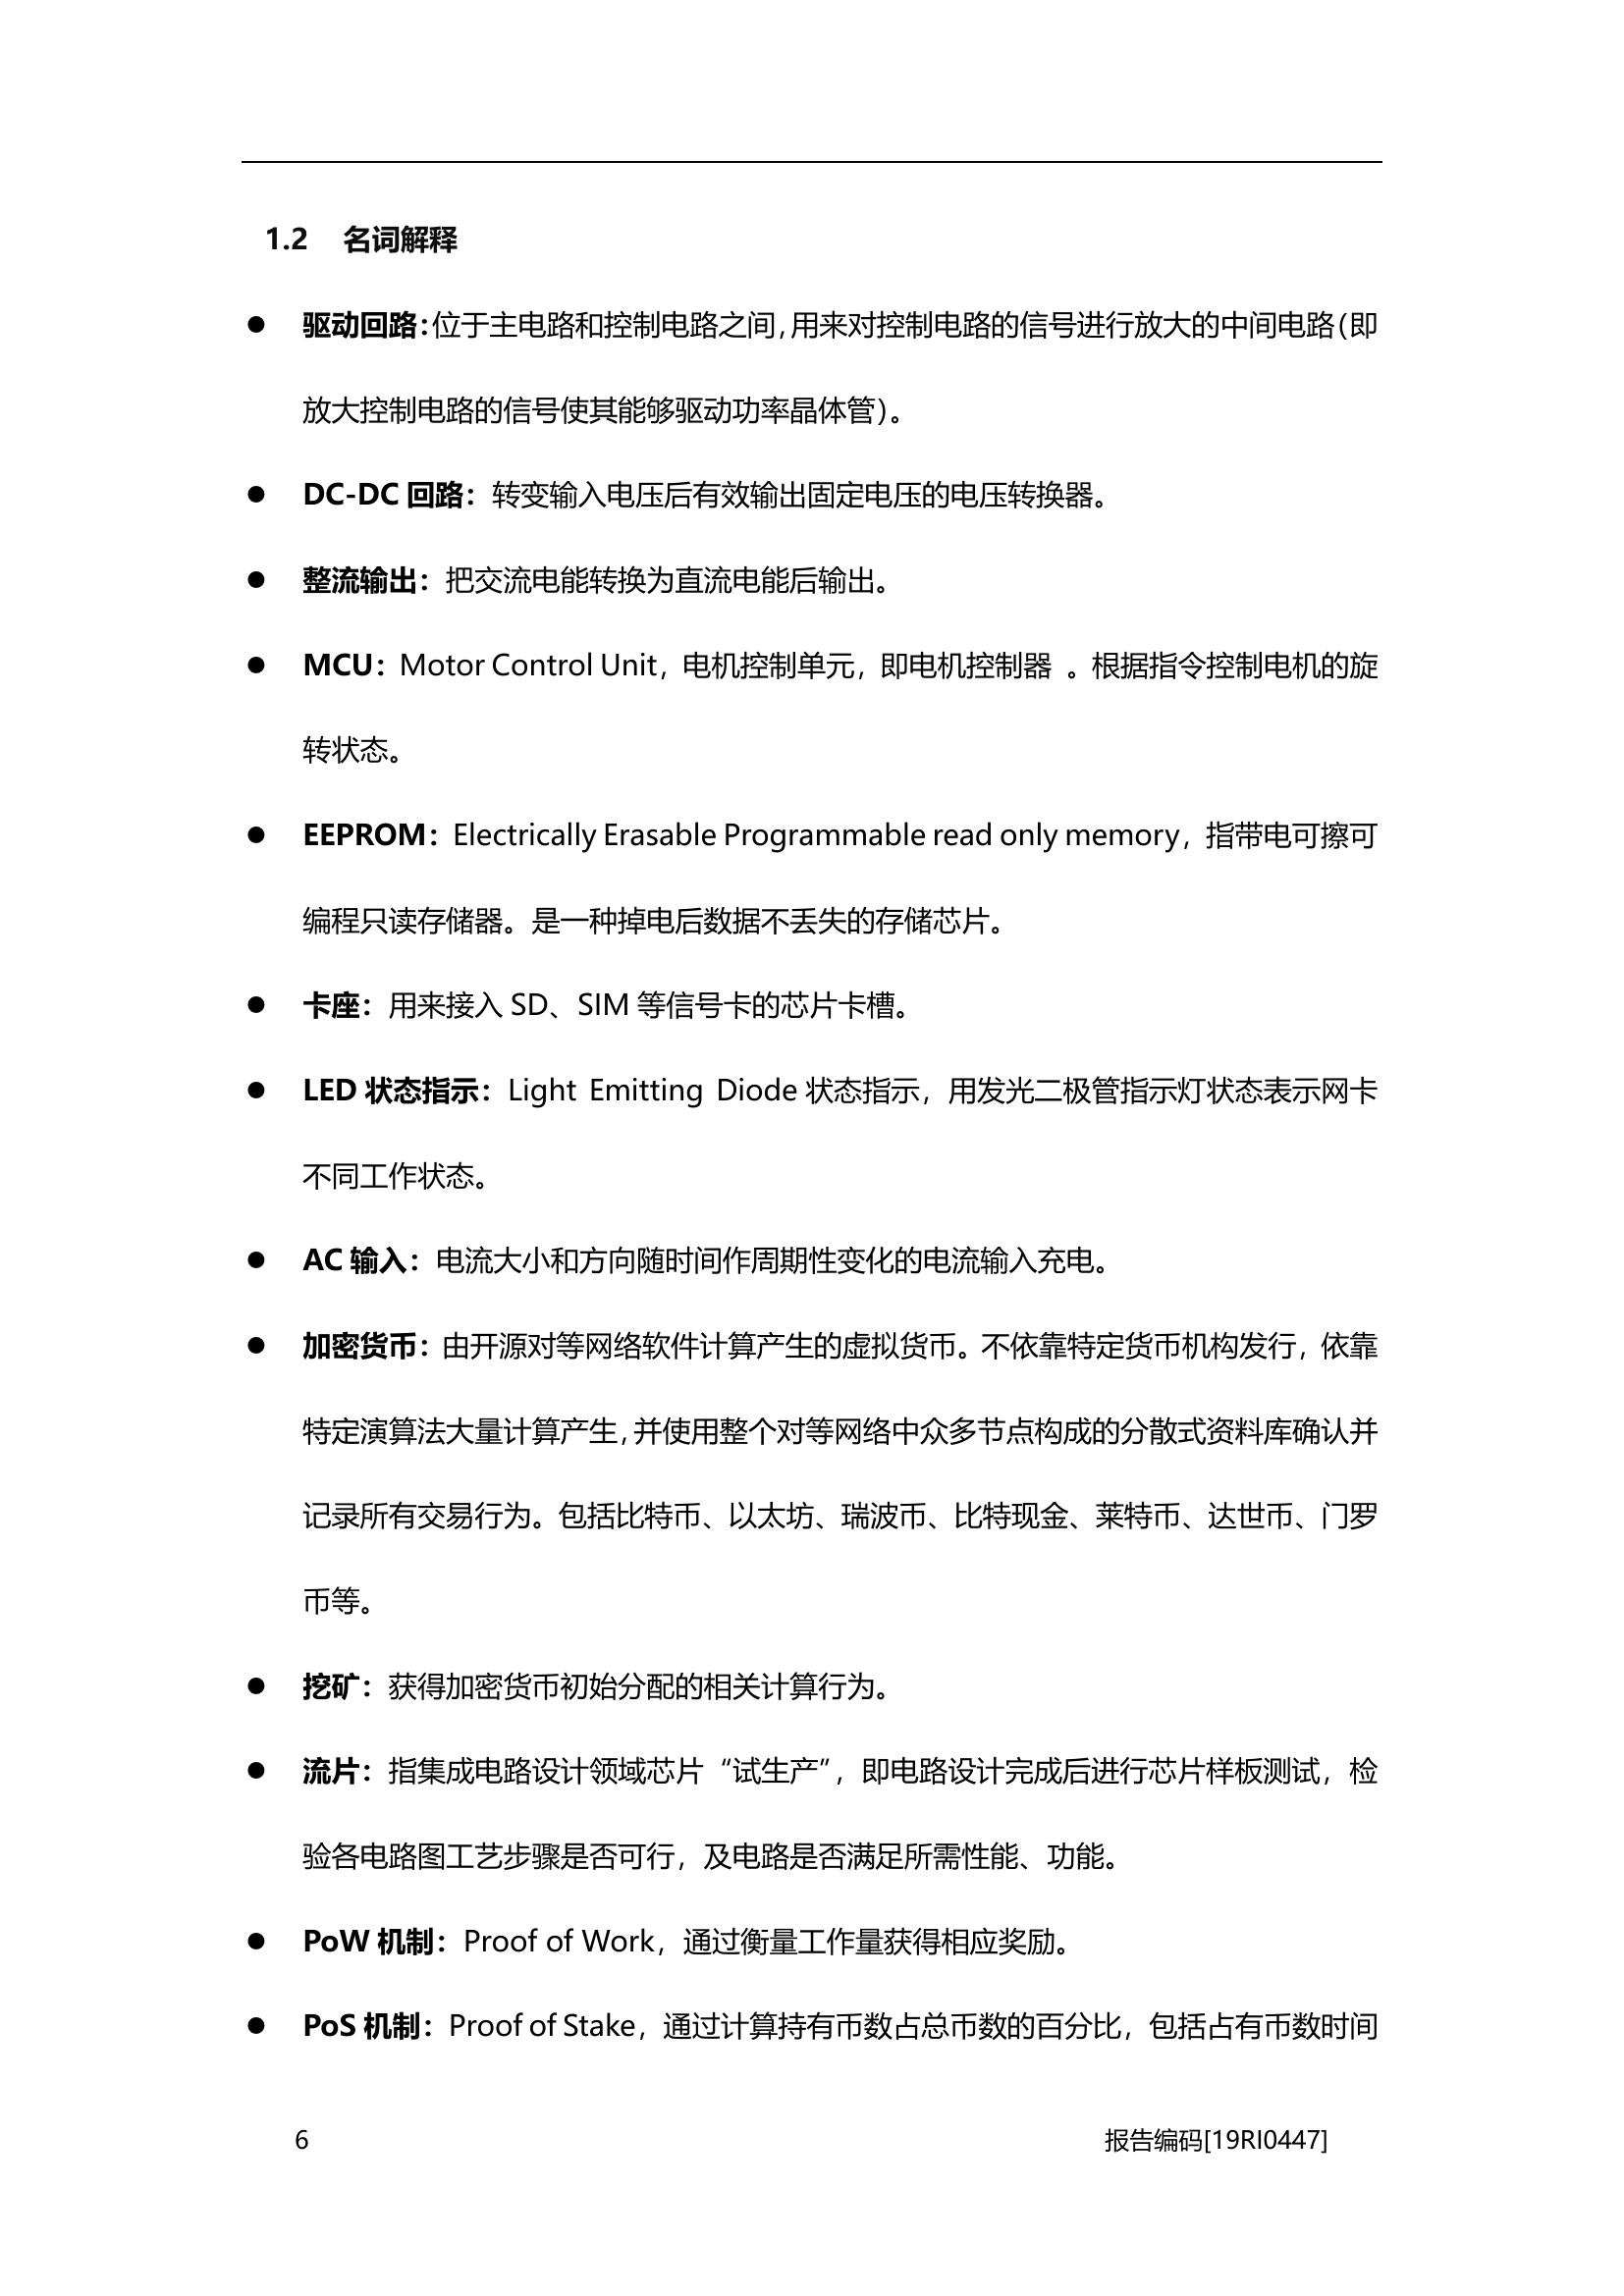 1.2 名词解释
● 驱动回路：位于主电路和控制电路之间，用来对控制电路的信号进行放大的中间电路（即
放大控制电路的信号使其能够驱动功率晶体管）。
● DC-DC 回路：转变输入电压后有效输出固定电压的电压转换器。
● 整流输出：把交流电能转换为直流电能后输出。
● MCU：Motor Control Unit，电机控制单元，即电机控制器 。根据指令控制电机的旋
转状态。
● EEPROM：Electrically Erasable Programmable read only memory，指带电可擦可
编程只读存储器。是一种掉电后数据不丢失的存储芯片。
● 卡座：用来接入 SD、SIM 等信号卡的芯片卡槽。
● LED 状态指示：Light Emitting Diode 状态指示，用发光二极管指示灯状态表示网卡
不同工作状态。
● AC 输入：电流大小和方向随时间作周期性变化的电流输入充电。
● 加密货币：由开源对等网络软件计算产生的虚拟货币。不依靠特定货币机构发行，依靠
特定演算法大量计算产生，并使用整个对等网络中众多节点构成的分散式资料库确认并
记录所有交易行为。包括比特币、以太坊、瑞波币、比特现金、莱特币、达世币、门罗
币等。
● 挖矿：获得加密货币初始分配的相关计算行为。
● 流片：指集成电路设计领域芯片“试生产”，即电路设计完成后进行芯片样板测试，检
验各电路图工艺步骤是否可行，及电路是否满足所需性能、功能。
● PoW 机制：Proof of Work，通过衡量工作量获得相应奖励。
● PoS 机制：Proof of Stake，通过计算持有币数占总币数的百分比，包括占有币数时间
6 报告编码[19RI0447]